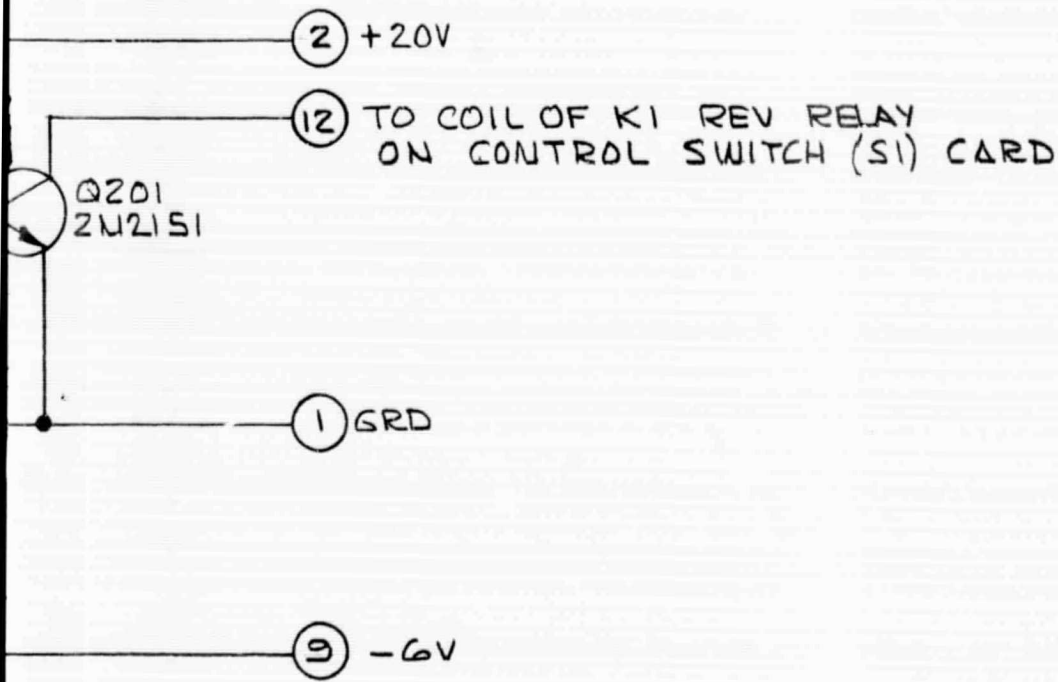 2 +20V
12 TO COIL OF K1 REV RELAY
ON CONTROL SWITCH (S1) CARD
Q201
2N2151
1 GRD
9 -6V